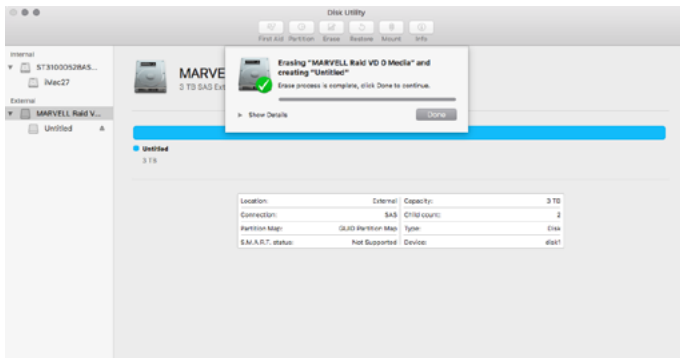 Disk Utility
First Aid Partition Erase Restore Mount Info
Internal
ST31000528AS...
iMac27
External
MARVELL Raid V...
Untitled
MARVE
3 TB SAS Ext
Erasing "MARVELL Raid VD 0 Media" and
creating "Untitled"
Erase process is complete, click Done to continue.
Show Details
Done
Untitled
3 TB
Location: External Capacity: 3 TB
Connection: SAS Child count: 2
Partition Map: GUID Partition Map Type: Disk
S.M.A.R.T. status: Not Supported Device: disk1